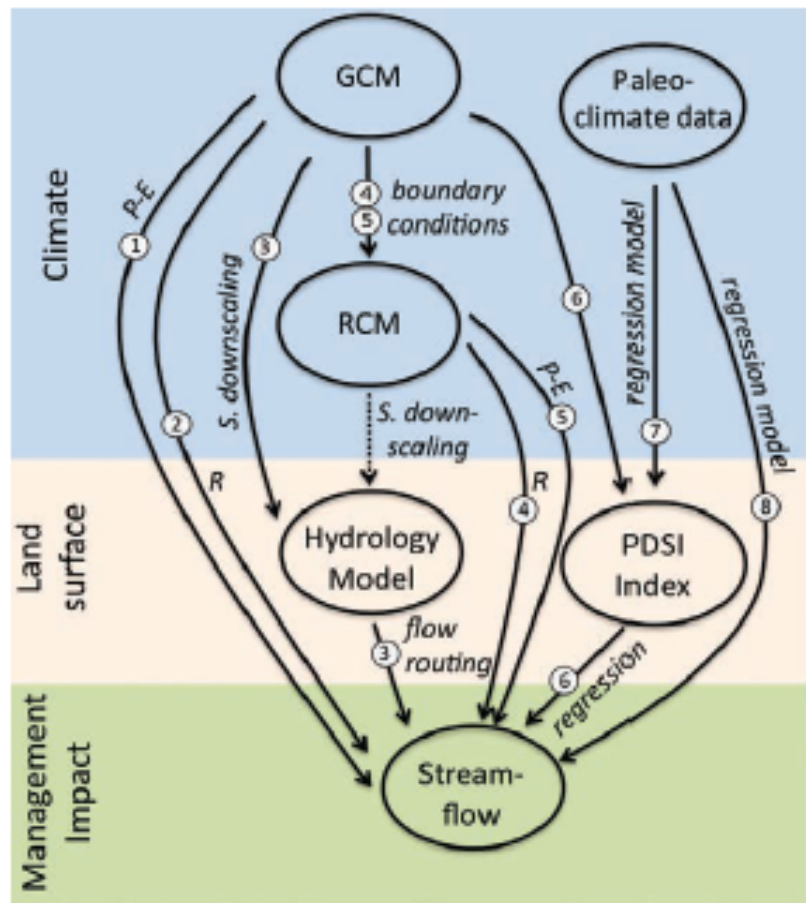 Climate
GCM
Paleo-
climate data
P-E
1
2
R
3
S. downscaling
4
5
boundary
conditions
6
7
regression model
8
regression model
RCM
S. down-
scaling
P-E
5
R
4
Land
surface
Hydrology
Model
PDSI
Index
3
flow
routing
6
regression
Management
Impact
Stream-
flow